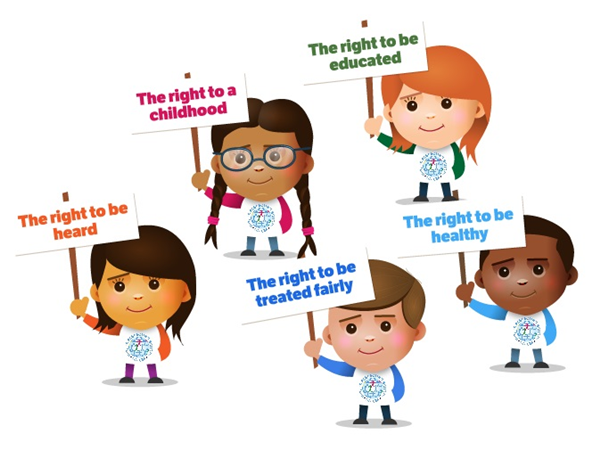 The right to be
educated
The right to a
childhood
The right to be
heard
The right to be
healthy
The right to be
treated fairly